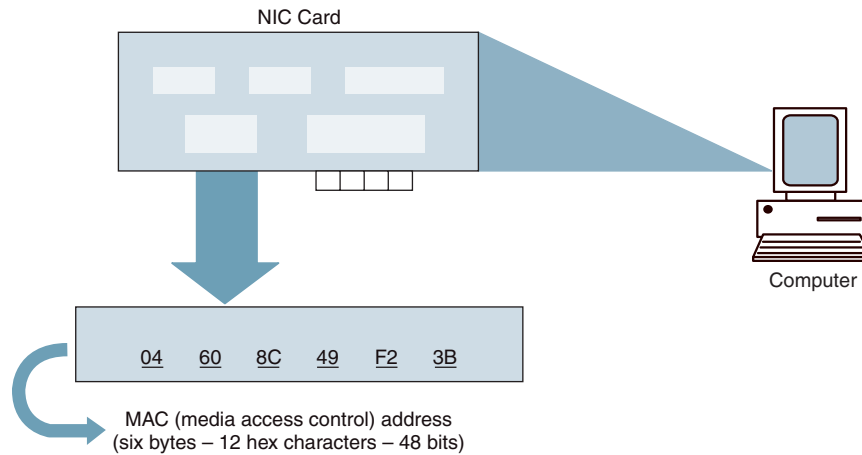 NIC Card
Computer
04 60 8C 49 F2 3B
MAC (media access control) address
(six bytes – 12 hex characters – 48 bits)